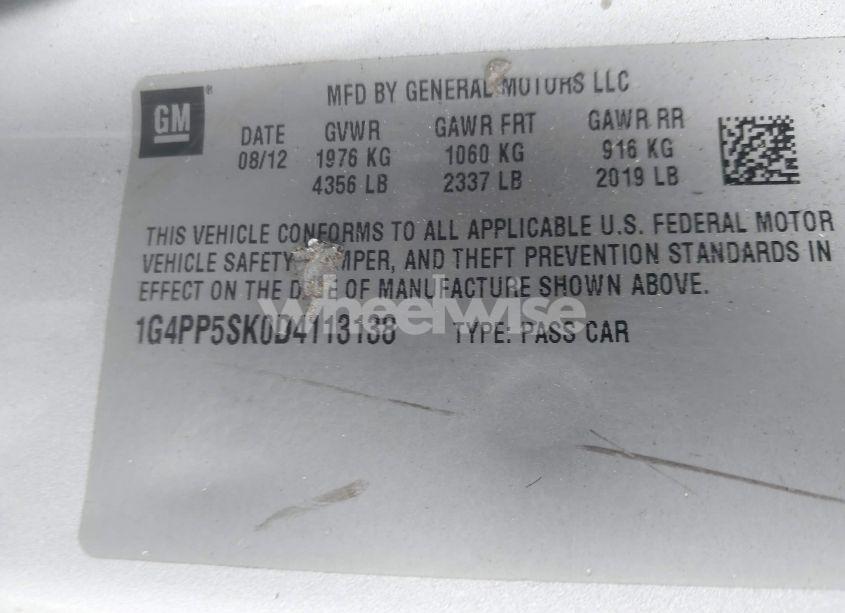 MFD BY GENERAL MOTORS LLC
GM®
DATE GVWR GAWR FRT GAWR RR
08/12 1976 KG 1060 KG 916 KG
4356 LB 2337 LB 2019 LB
THIS VEHICLE CONFORMS TO ALL APPLICABLE U.S. FEDERAL MOTOR
VEHICLE SAFETY, MPER, AND THEFT PREVENTION STANDARDS IN
EFFECT ON THE DATE OF MANUFACTURE SHOWN ABOVE.
1G4PP5SK0D4113138 TYPE: PASS CAR
wheelwise